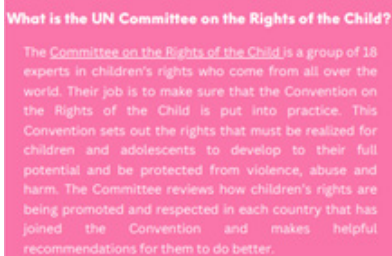 What is the UN Committee on the Rights of the Child?
The Committee on the Rights of the Child is a group of 18
experts in children's rights who come from all over the
world. Their job is to make sure that the Convention on
the Rights of the Child is put into practice. This
Convention sets out the rights that must be realized for
children and adolescents to develop to their full
potential and be protected from violence, abuse and
harm. The Committee reviews how children's rights are
being promoted and respected in each country that has
joined the Convention and makes helpful
recommendations for them to do better.